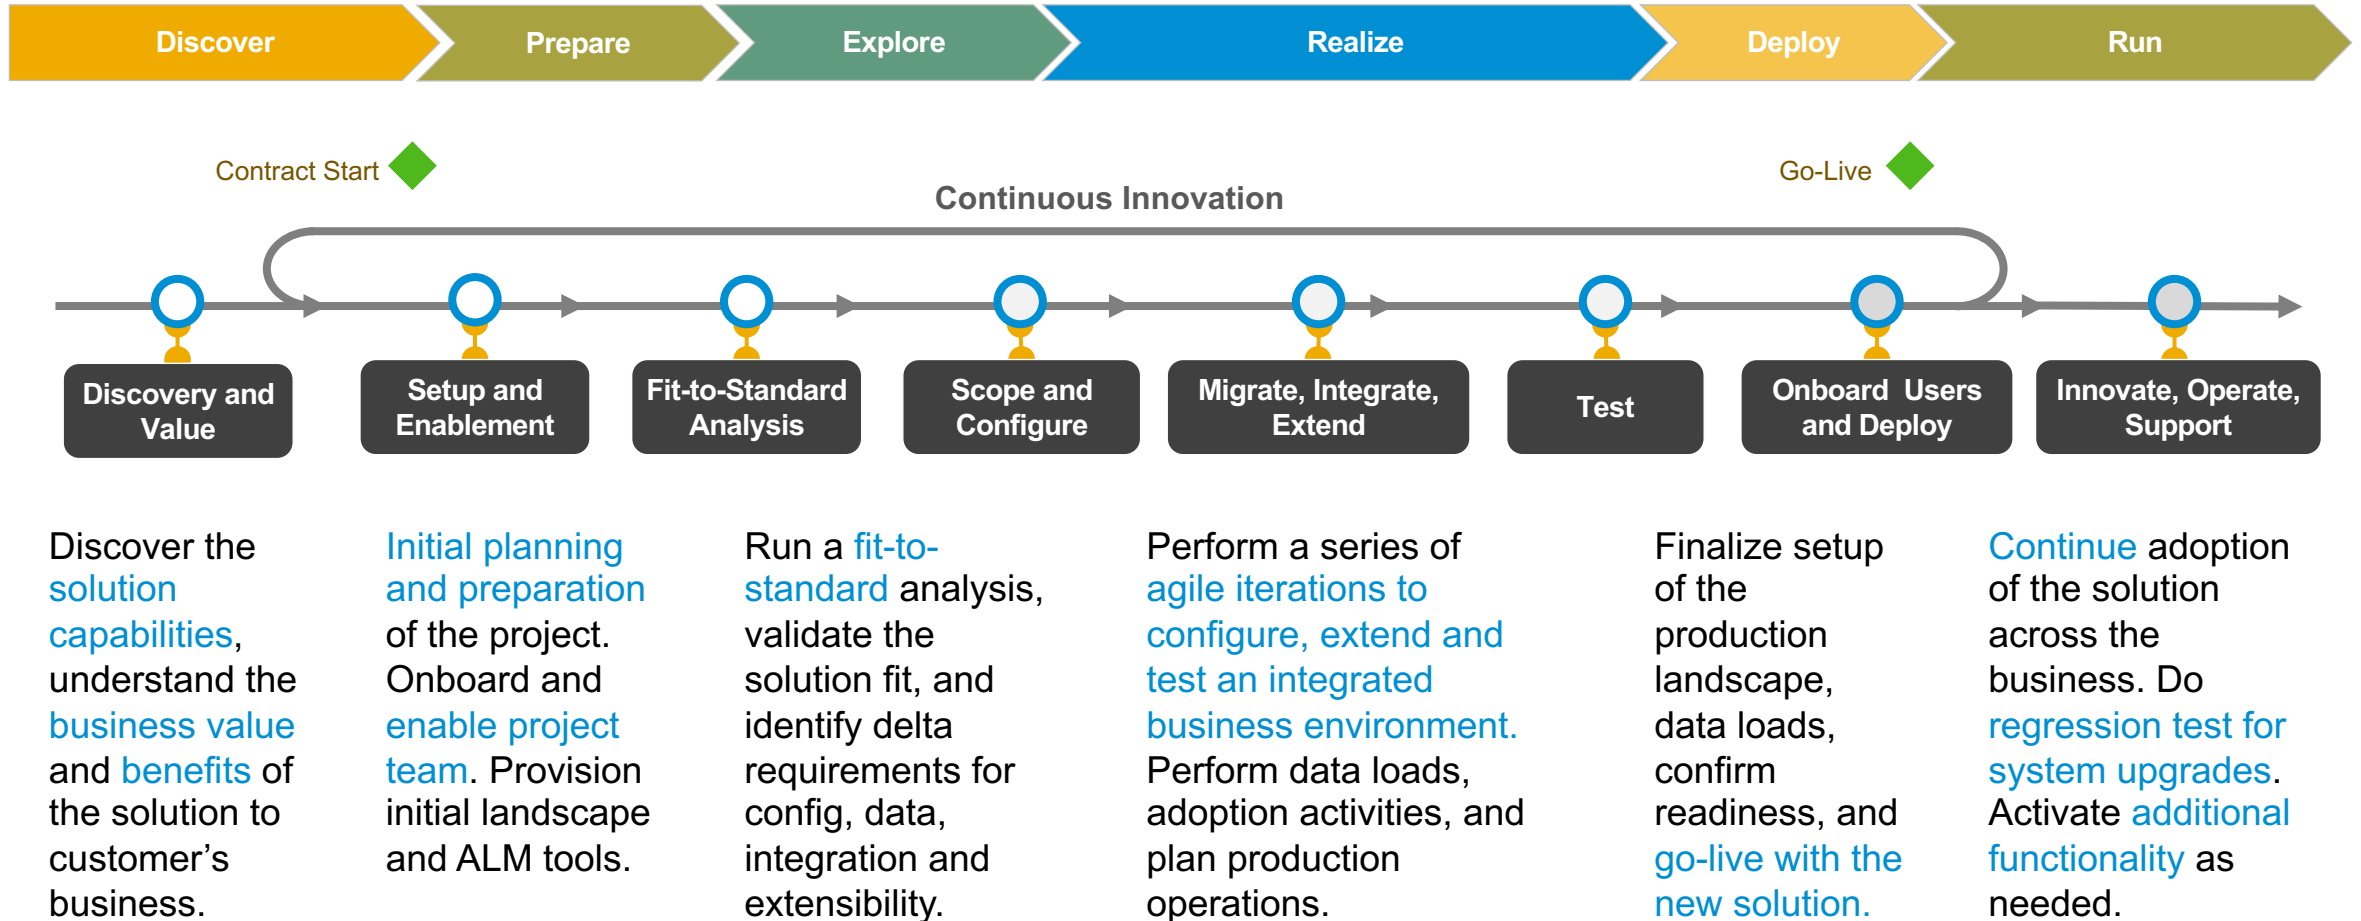 Discover
Prepare
Explore
Realize
Deploy
Run
Contract Start
Go-Live
Continuous Innovation
Discovery and
Value
Setup and
Enablement
Fit-to-Standard
Analysis
Scope and
Configure
Migrate, Integrate,
Extend
Test
Onboard Users
and Deploy
Innovate, Operate,
Support
Discover the
solution
capabilities,
understand the
business value
and benefits of
the solution to
customer’s
business.
Initial planning
and preparation
of the project.
Onboard and
enable project
team. Provision
initial landscape
and ALM tools.
Run a fit-to-
standard analysis,
validate the
solution fit, and
identify delta
requirements for
config, data,
integration and
extensibility.
Perform a series of
agile iterations to
configure, extend and
test an integrated
business environment.
Perform data loads,
adoption activities, and
plan production
operations.
Finalize setup
of the
production
landscape,
data loads,
confirm
readiness, and
go-live with the
new solution.
Continue adoption
of the solution
across the
business. Do
regression test for
system upgrades.
Activate additional
functionality as
needed.